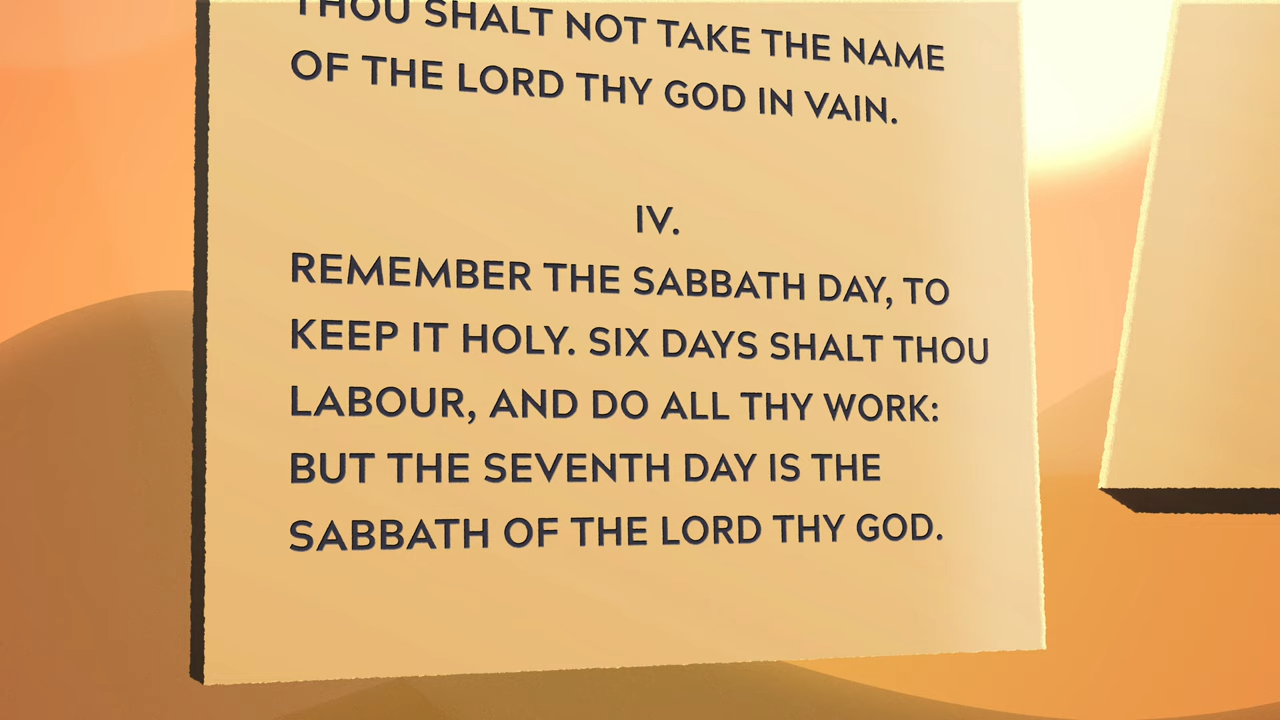 THOU SHALT NOT TAKE THE NAME
OF THE LORD THY GOD IN VAIN.
IV.
REMEMBER THE SABBATH DAY, TO
KEEP IT HOLY. SIX DAYS SHALT THOU
LABOUR, AND DO ALL THY WORK:
BUT THE SEVENTH DAY IS THE
SABBATH OF THE LORD THY GOD.